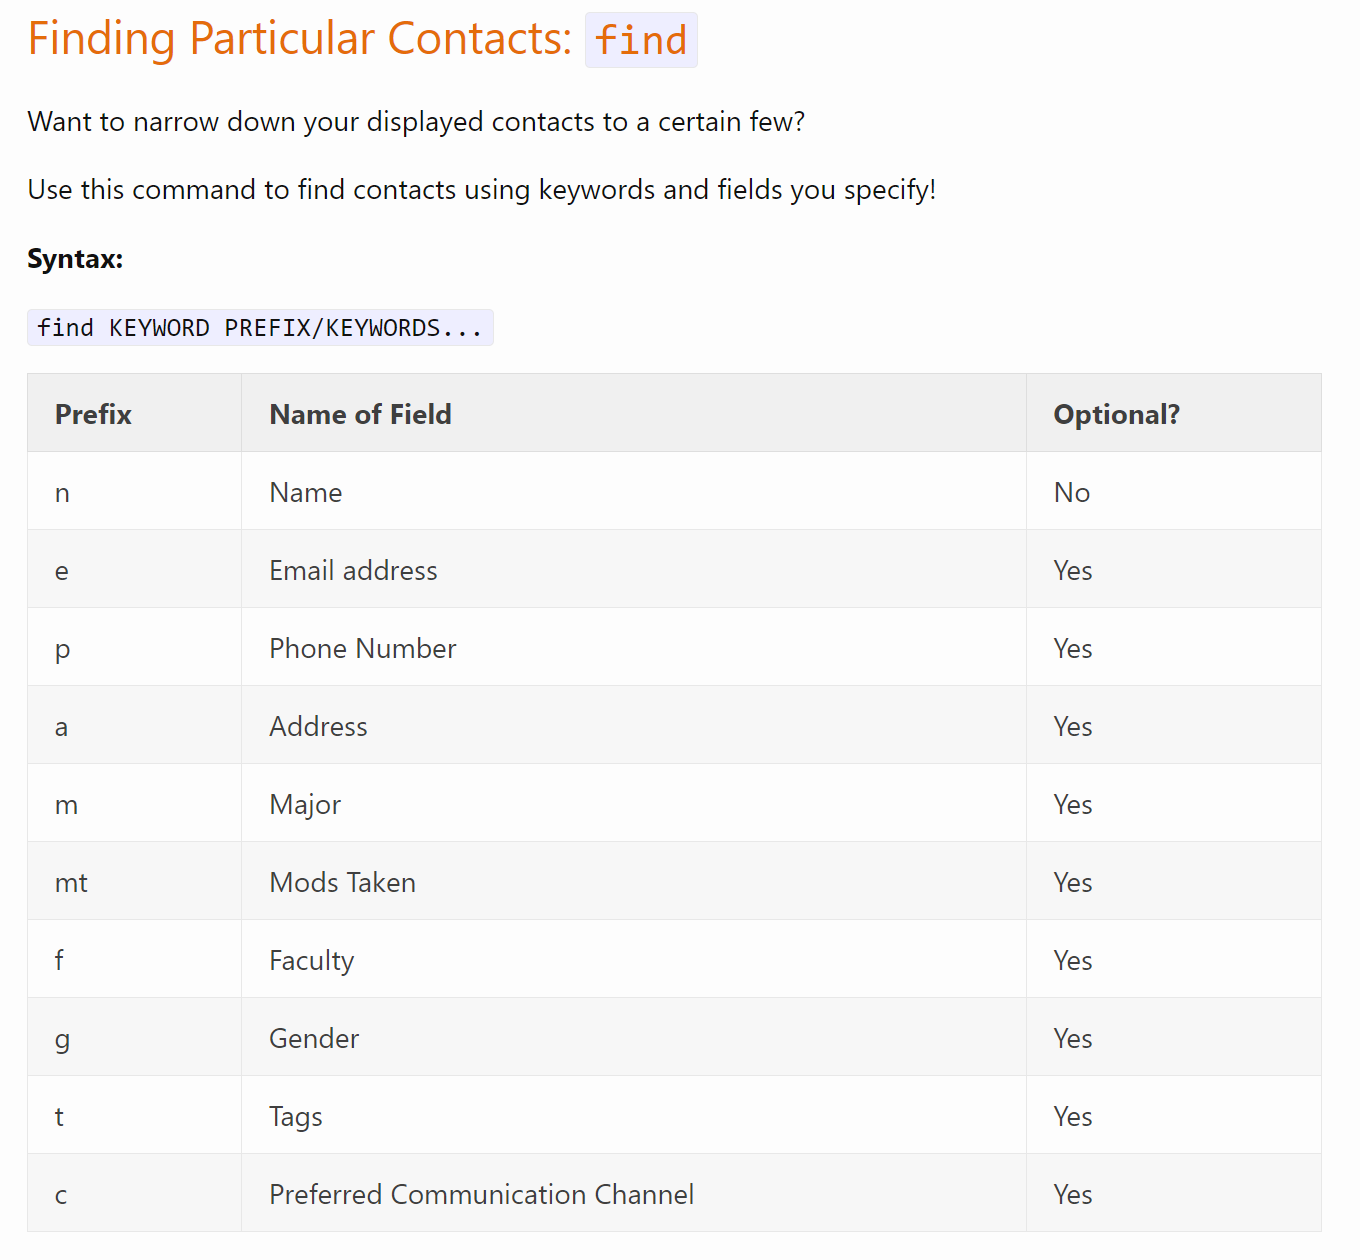 Finding Particular Contacts: find
Want to narrow down your displayed contacts to a certain few?
Use this command to find contacts using keywords and fields you specify!
Syntax:
find KEYWORD PREFIX/KEYWORDS...
Prefix Name of Field Optional?
n Name No
e Email address Yes
p Phone Number Yes
a Address Yes
m Major Yes
mt Mods Taken Yes
f Faculty Yes
g Gender Yes
t Tags Yes
c Preferred Communication Channel Yes